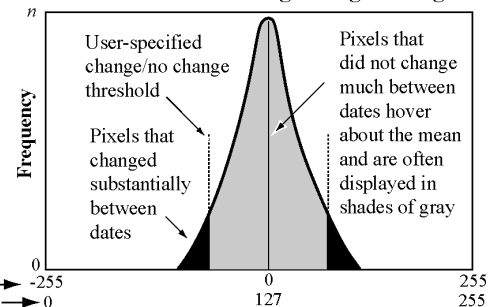 n
User-specified
change/no change
threshold
Pixels that
did not change
much between
dates hover
about the mean
and are often
displayed in
shades of gray
Pixels that
changed
substantially
between
dates
Frequency
0
-255 0 255
0 127 255